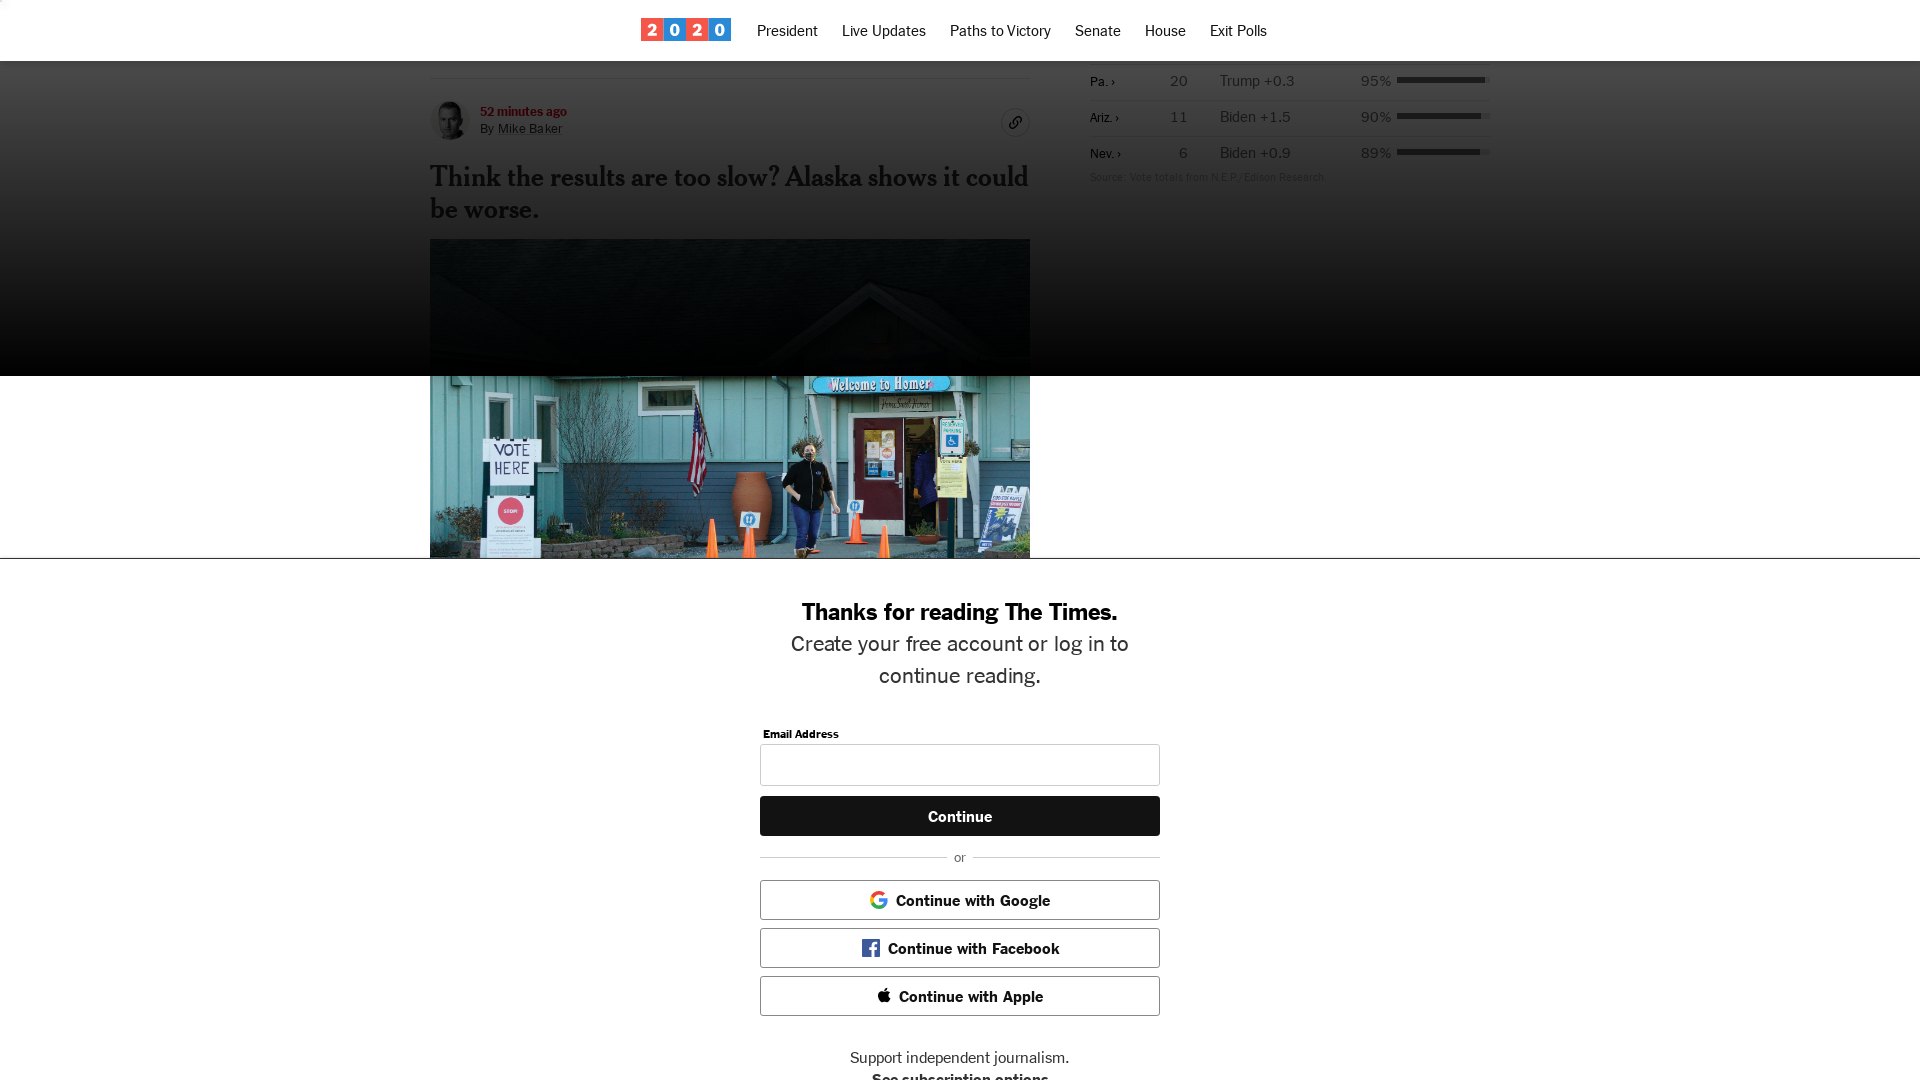 2020
President
Live Updates
Paths to Victory
Senate
House
Exit Polls
Pa. › 20 Trump +0.3 95%
Ariz. › 11 Biden +1.5 90%
Nev. › 6 Biden +0.9 89%
Source: Vote totals from N.E.P./Edison Research.
52 minutes ago
By Mike Baker
Think the results are too slow? Alaska shows it could
be worse.
Welcome to Homer
VOTE
HERE
STOP!
RESERVED
PARKING
Thanks for reading The Times.
Create your free account or log in to
continue reading.
Email Address
Continue
or
Continue with Google
Continue with Facebook
Continue with Apple
Support independent journalism.
See subscription options